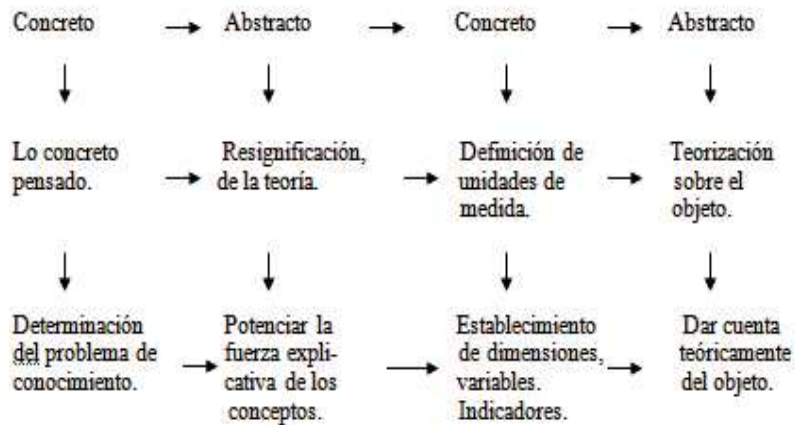 Concreto Abstracto Concreto Abstracto
Lo concreto
pensado.
Resignificación,
de la teoría.
Definición de
unidades de
medida.
Teorización
sobre el
objeto.
Determinación
del problema de
conocimiento.
Potenciar la
fuerza expli-
cativa de los
conceptos.
Establecimiento
de dimensiones,
variables.
Indicadores.
Dar cuenta
teóricamente
del objeto.